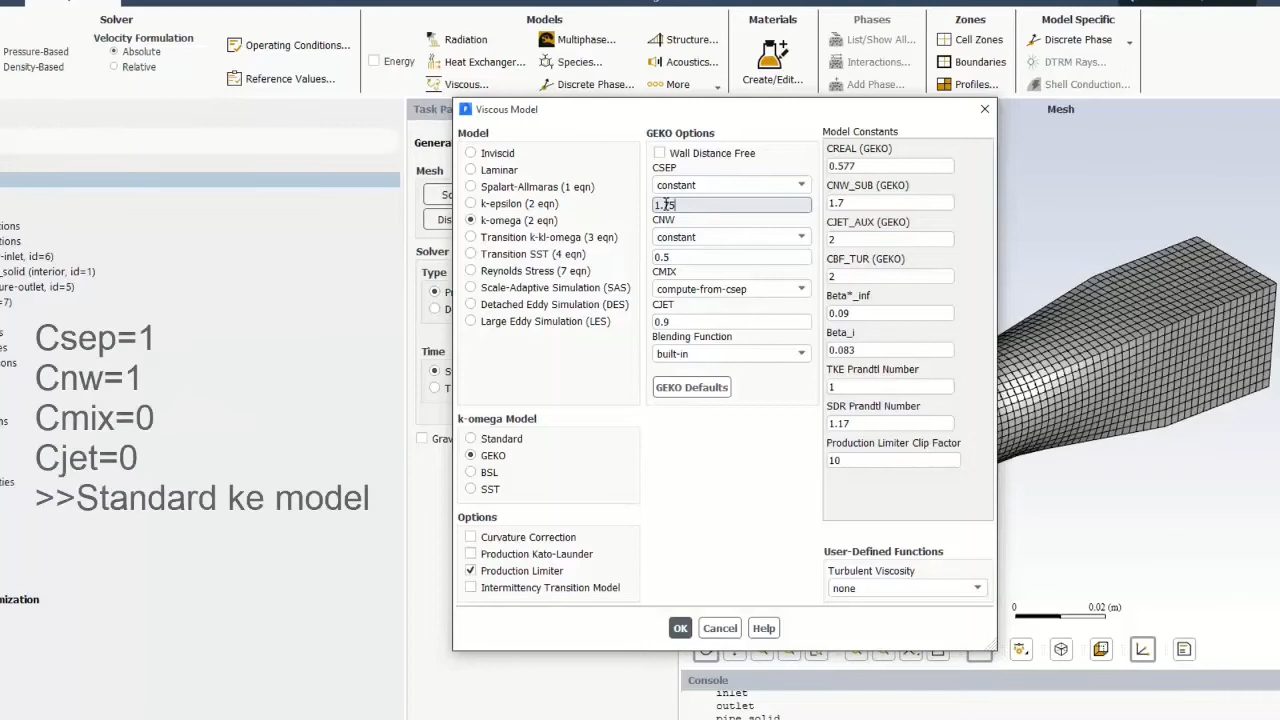 Solver
Velocity Formulation
Pressure-Based
Density-Based
Absolute
Relative
Operating Conditions...
Reference Values...
Models
Energy
Radiation
Heat Exchanger...
Viscous...
Multiphase...
Species...
Discrete Phase...
Structure...
Acoustics...
More
Materials
Create/Edit...
Phases
List/Show All...
Interactions...
Add Phase...
Zones
Cell Zones
Boundaries
Profiles...
Model Specific
Discrete Phase
DTRM Rays...
Shell Conduction...
Task Pa
Genera
Mesh
Sc
Dis
Solver
Type
Time
Grav
-inlet, id=6)
_solid (interior, id=1)
ure-outlet, id=5)
=7)
Csep=1
Cnw=1
Cmix=0
Cjet=0
>>Standard ke model
Viscous Model
Model
Inviscid
Laminar
Spalart-Allmaras (1 eqn)
k-epsilon (2 eqn)
k-omega (2 eqn)
Transition k-kl-omega (3 eqn)
Transition SST (4 eqn)
Reynolds Stress (7 eqn)
Scale-Adaptive Simulation (SAS)
Detached Eddy Simulation (DES)
Large Eddy Simulation (LES)
k-omega Model
Standard
GEKO
BSL
SST
Options
Curvature Correction
Production Kato-Launder
Production Limiter
Intermittency Transition Model
GEKO Options
Wall Distance Free
CSEP
constant
1.75
CNW
constant
0.5
CMIX
compute-from-csep
CJET
0.9
Blending Function
built-in
GEKO Defaults
Model Constants
CREAL (GEKO)
0.577
CNW_SUB (GEKO)
1.7
CJET_AUX (GEKO)
2
CBF_TUR (GEKO)
2
Beta*_inf
0.09
Beta_i
0.083
TKE Prandtl Number
1
SDR Prandtl Number
1.17
Production Limiter Clip Factor
10
User-Defined Functions
Turbulent Viscosity
none
OK
Cancel
Help
Mesh
0
0.02 (m)
Console
inlet
outlet
pipe_solid